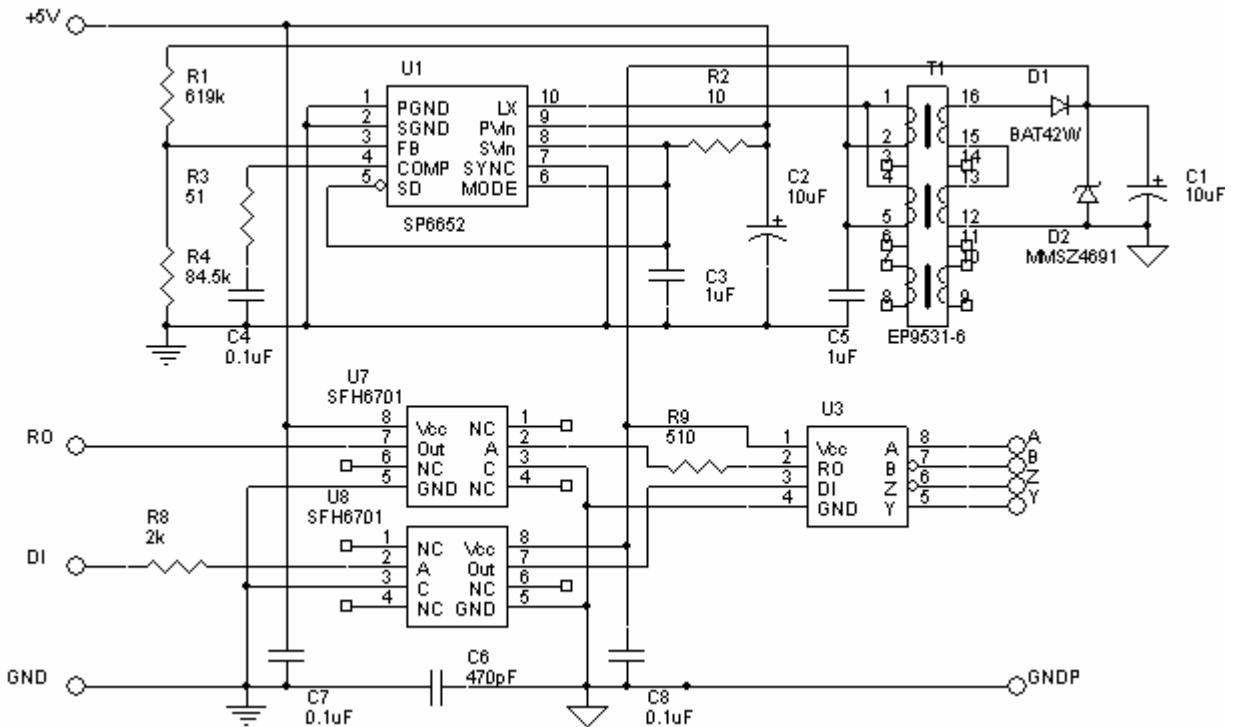 +5V
R1
619k
R3
51
R4
84.5k
C4
0.1uF
U1
1 PGND LX 10
2 SGND PVin 9
3 FB SVin 8
4 COMP SYNC 7
5 SD MODE 6
SP6652
R2
10
C2
10uF
C3
1uF
C5
1uF
T1
1 16
2 15
3 14
4 13
5 12
6 11
7 10
8 9
EP9531-6
D1
BAT42W
D2
MMSZ4691
C1
10uF
U7
SFH6701
8 Vcc NC 1
7 Out A 2
6 NC C 3
5 GND NC 4
RO
U8
SFH6701
1 NC Vcc 8
2 A Out 7
3 C NC 6
4 NC GND 5
R8
2k
DI
R9
510
U3
1 Vcc A 8
2 RO B 7
3 DI Z 6
4 GND Y 5
A
B
Z
Y
GND
C7
0.1uF
C6
470pF
C8
0.1uF
GNDP